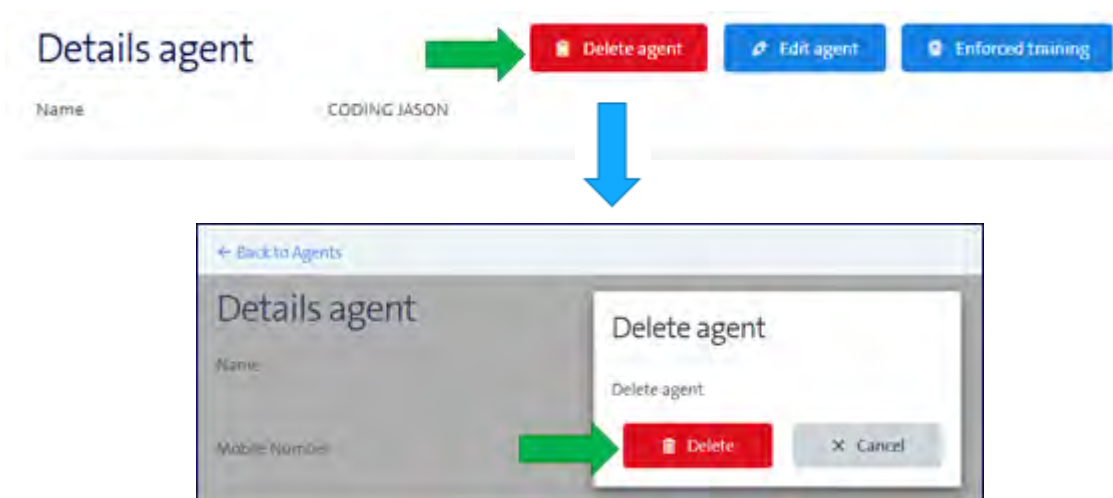 Details agent
Delete agent
Edit agent
Enforced training
Name
CODING JASON
← Back to Agents
Details agent
Name
Mobile Number
Delete agent
Delete agent
Delete
× Cancel